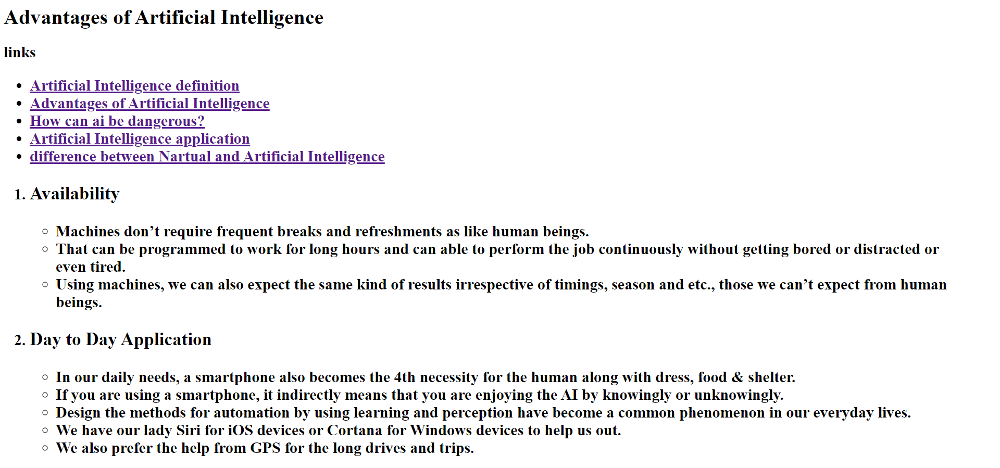 Advantages of Artificial Intelligence
links
Artificial Intelligence definition
Advantages of Artificial Intelligence
How can ai be dangerous?
Artificial Intelligence application
difference between Nartual and Artificial Intelligence
1. Availability
Machines don’t require frequent breaks and refreshments as like human beings.
That can be programmed to work for long hours and can able to perform the job continuously without getting bored or distracted or
even tired.
Using machines, we can also expect the same kind of results irrespective of timings, season and etc., those we can’t expect from human
beings.
2. Day to Day Application
In our daily needs, a smartphone also becomes the 4th necessity for the human along with dress, food & shelter.
If you are using a smartphone, it indirectly means that you are enjoying the AI by knowingly or unknowingly.
Design the methods for automation by using learning and perception have become a common phenomenon in our everyday lives.
We have our lady Siri for iOS devices or Cortana for Windows devices to help us out.
We also prefer the help from GPS for the long drives and trips.